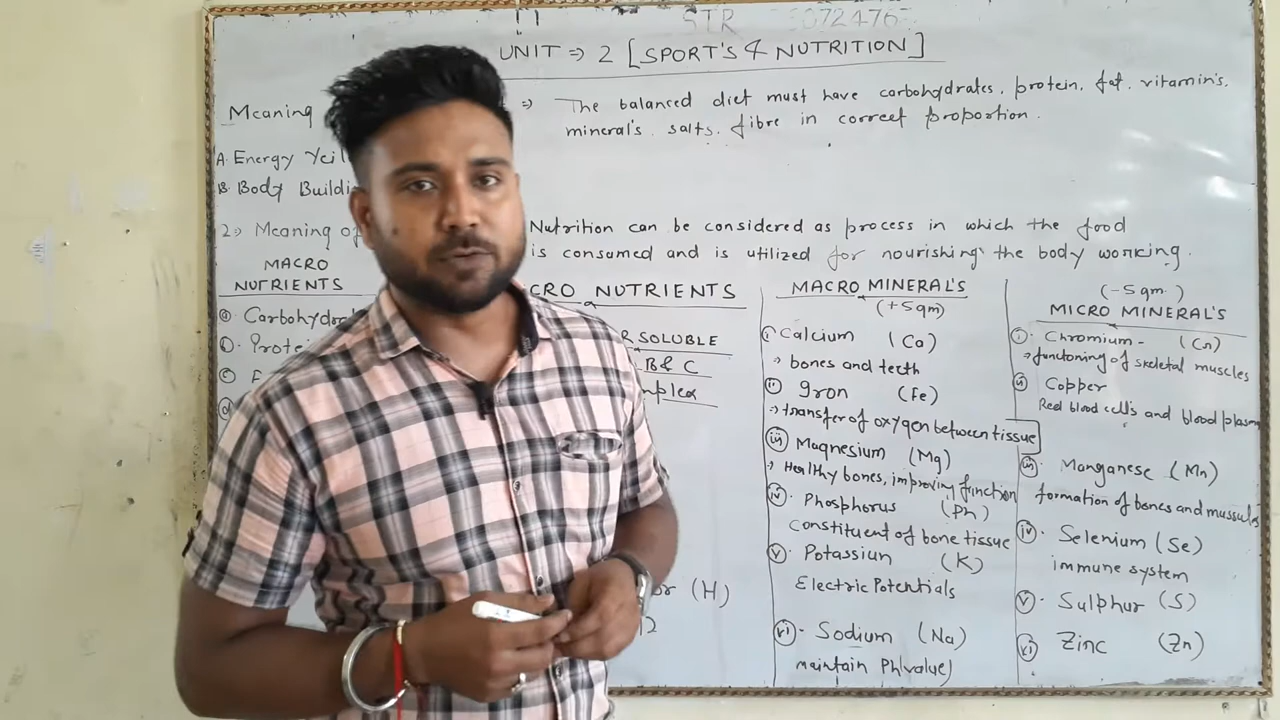 STR 5072476
UNIT ⇒ 2 [SPORT'S & NUTRITION]
Meaning
⇒ The balanced diet must have carbohydrates, protein, fat, vitamin's,
mineral's, salts, fibre in correct proportion.
A. Energy Yeil
B. Body Buildi
2⇒ Meaning of
Nutrition can be considered as process in which the food
is consumed and is utilized for nourishing the body working.
MACRO
NUTRIENTS
ⓐ Carbohyd
ⓑ. Prote
ⓒ F
ⓓ
CRO NUTRIENTS
R SOLUBLE
B & C
mplex
or (H)
12
MACRO MINERAL'S
(+5gm)
ⓘ Calcium (Ca)
⇒ bones and teeth
ⓘⓘ Iron (Fe)
⇒ transfer of oxygen between tissue
ⓘⓘⓘ Magnesium (Mg)
⇒ Healthy bones, improving function
iv. Phosphorus (Ph)
constituent of bone tissue
v. Potassiun (K)
Electric Potentials
vi - Sodium (Na)
maintain Ph(value)
(-5gm.)
MICRO MINERAL'S
i. Chromium - (Cn)
⇒ functoning of skeletal muscles
ii Copper
Red blood cell's and blood plasm
iii. Manganese (Mn)
formation of bones and mussules
iv. Selenium (Se)
immune system
v. Sulphur (S)
vi Zinc (Zn)